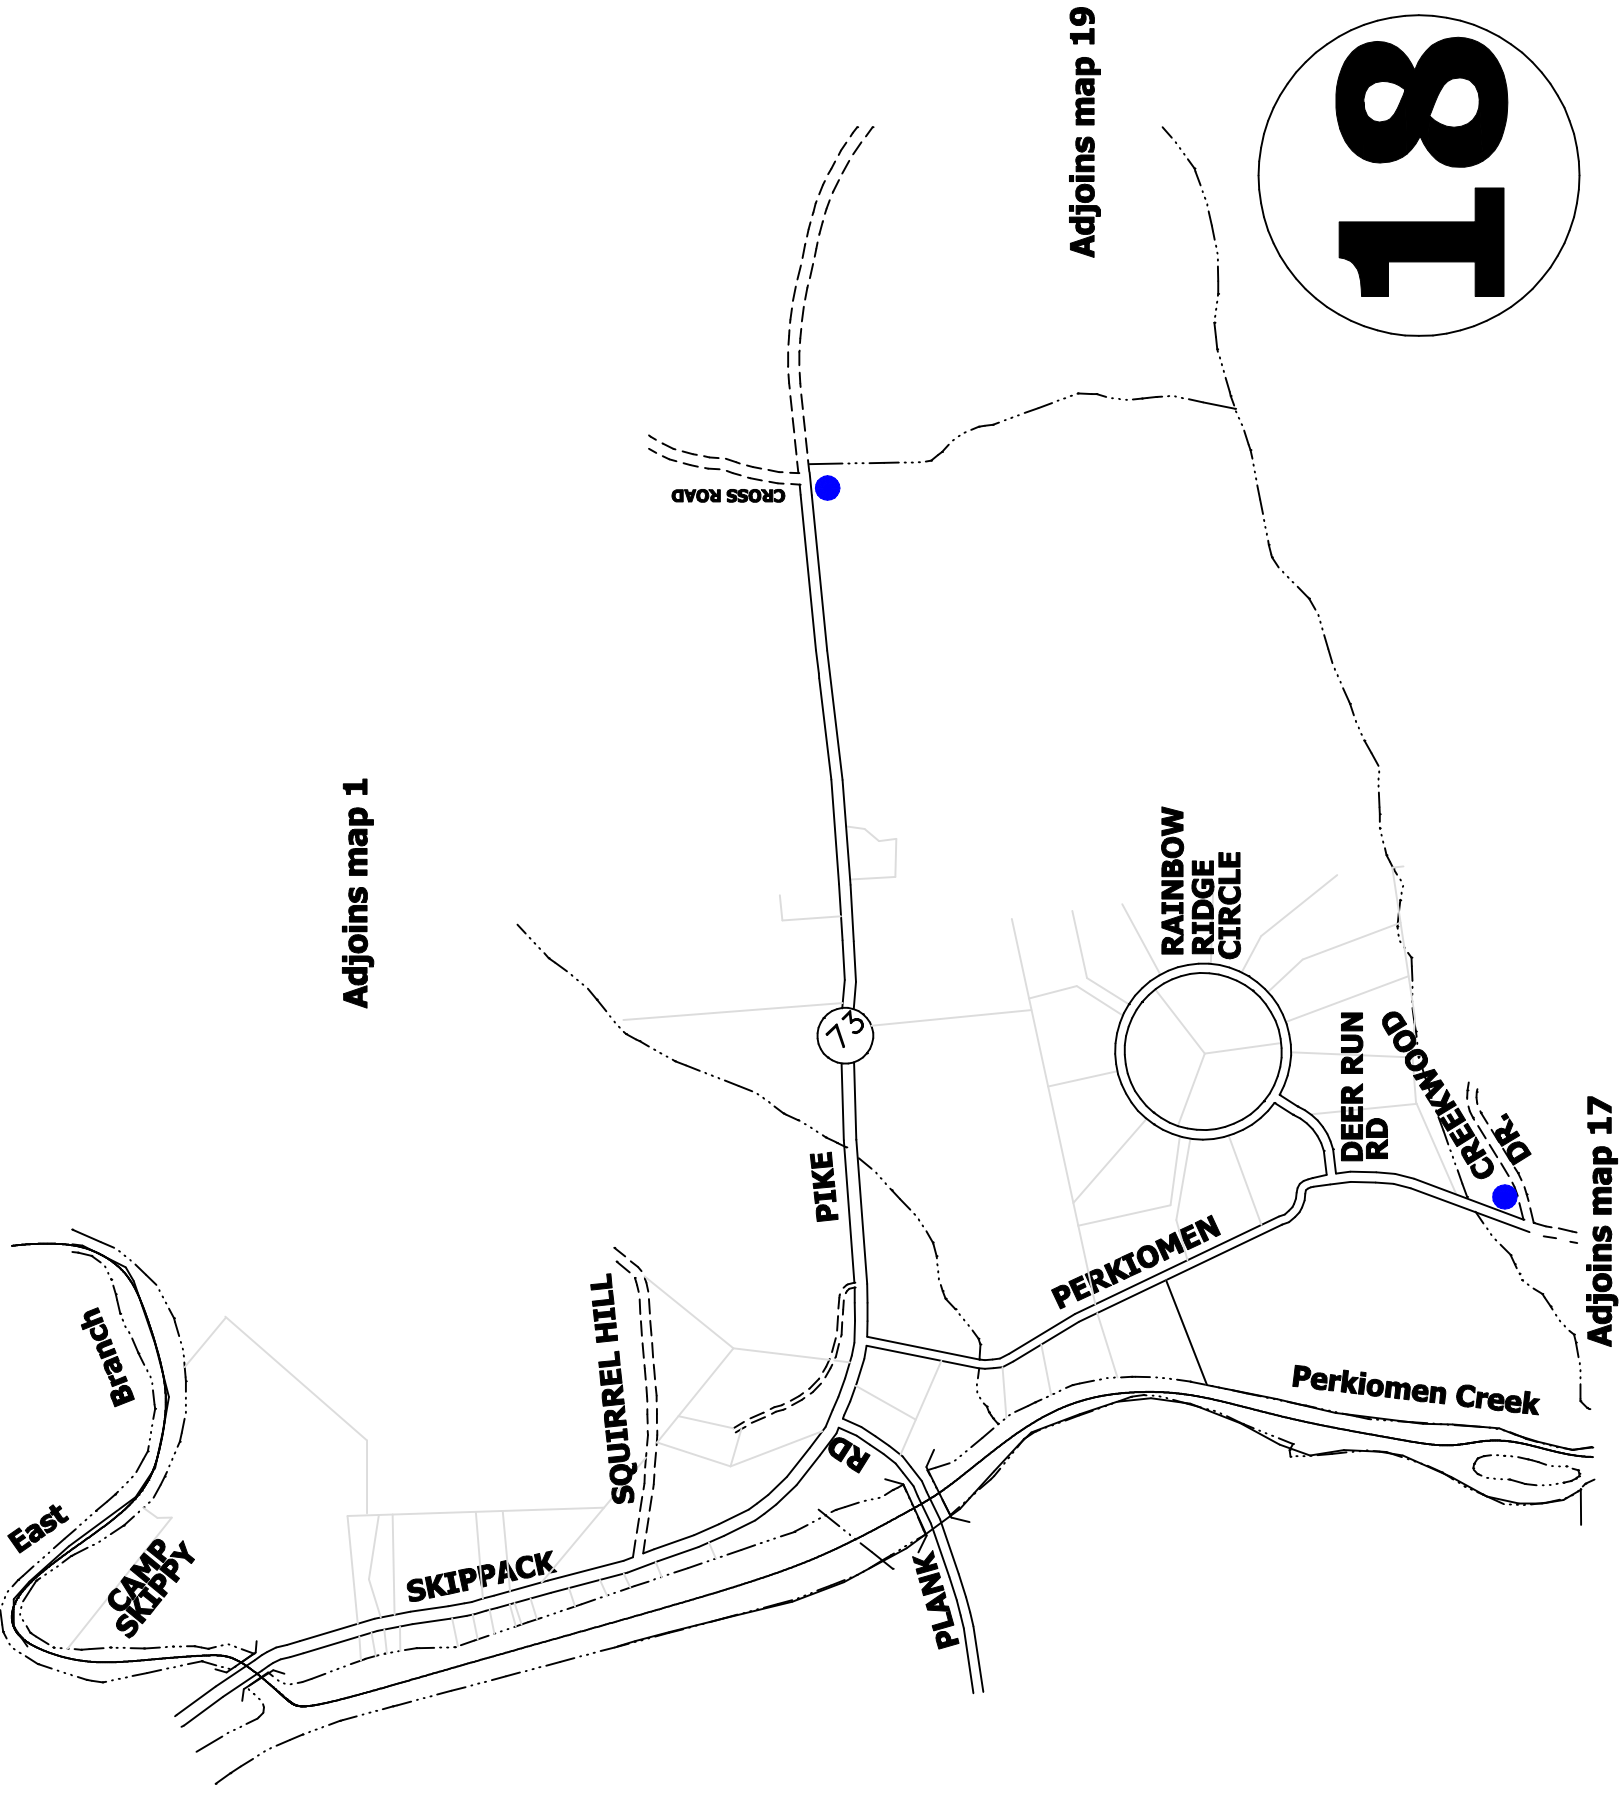 Adjoins map 19
18
CROSS ROAD
Adjoins map 1
RAINBOW
RIDGE
CIRCLE
73
DEER RUN
RD
CREEKWOOD
DR.
Adjoins map 17
PIKE
PERKIOMEN
SQUIRREL HILL
Branch
Perkiomen Creek
RD
East
CAMP
SKIPPY
SKIPPACK
PLANK